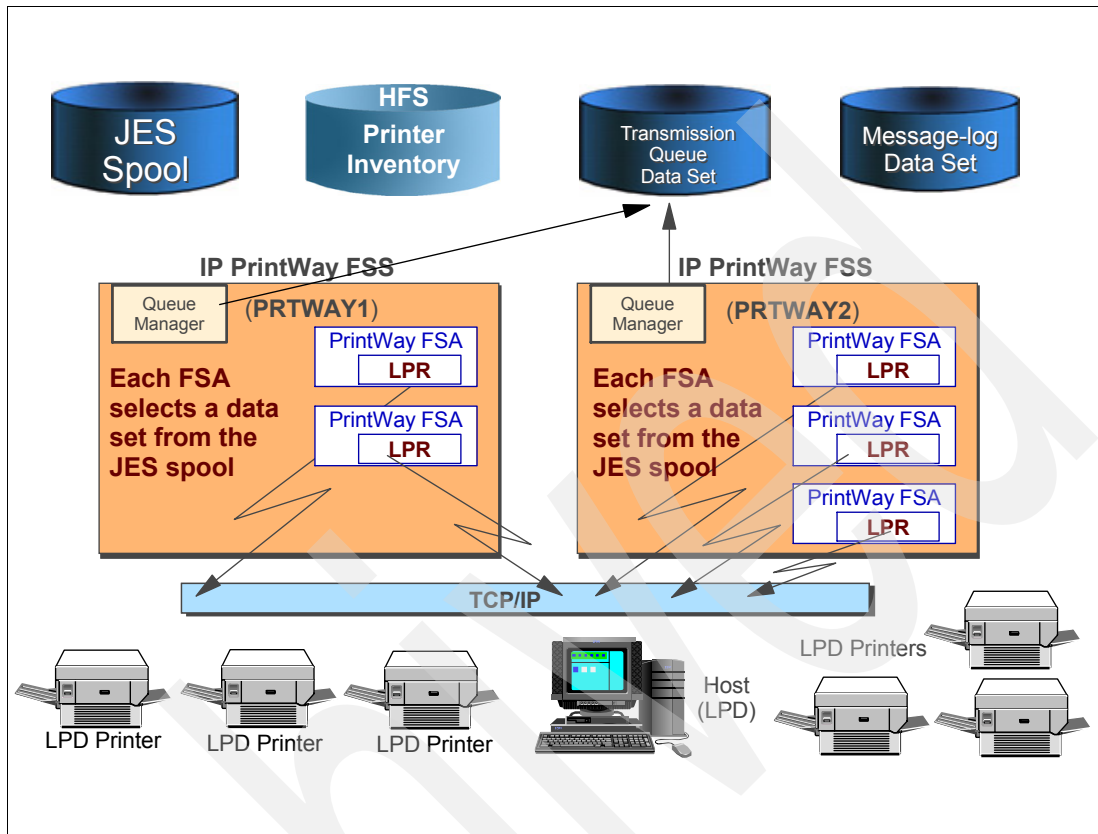 JES
Spool
HFS
Printer
Inventory
Transmission
Queue
Data Set
Message-log
Data Set
IP PrintWay FSS
Queue
Manager
(PRTWAY1)
PrintWay FSA
LPR
PrintWay FSA
LPR
Each FSA
selects a data
set from the
JES spool
IP PrintWay FSS
Queue
Manager
(PRTWAY2)
PrintWay FSA
LPR
PrintWay FSA
LPR
PrintWay FSA
LPR
Each FSA
selects a data
set from the
JES spool
TCP/IP
LPD Printer
LPD Printer
LPD Printer
Host
(LPD)
LPD Printers